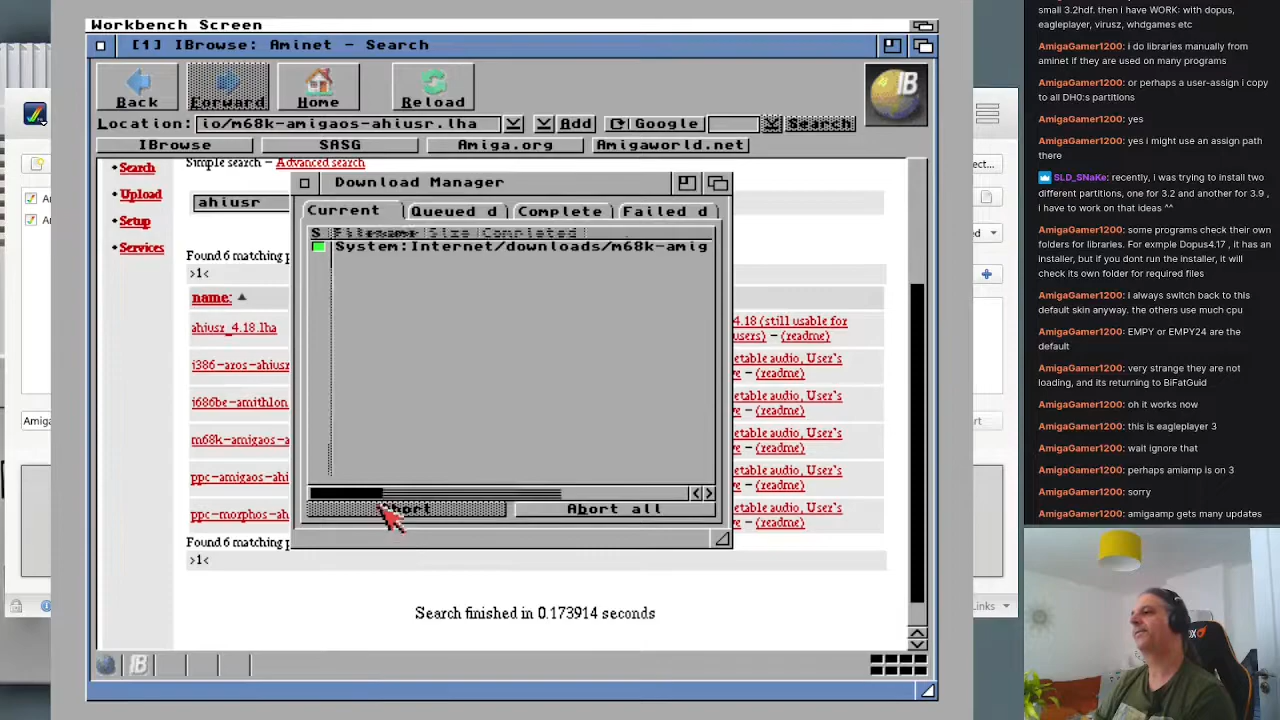 Workbench Screen
[1] IBrowse: Aminet - Search
Back
Forward
Home
Reload
IB
Location:
io/m68k-amigaos-ahiusr.lha
Add
Google
Search
IBrowse
SASG
Amiga.org
Amigaworld.net
Search
Upload
Setup
Services
Simple search – Advanced search
ahiusr
Found 6 matching p
>1<
name:
ahiusr_4.18.lha
i386-aros-ahiusr
i686be-amithlon
m68k-amigaos-a
ppc-amigaos-ahi
ppc-morphos-ah
Found 6 matching p
>1<
4.18 (still usable for
users) – (readme)
etable audio, User's
e – (readme)
etable audio, User's
e – (readme)
etable audio, User's
e – (readme)
etable audio, User's
e – (readme)
etable audio, User's
e – (readme)
Search finished in 0.173914 seconds
IB
Download Manager
Current
Queued d
Complete
Failed d
S Filename Size Completed
System:Internet/downloads/m68k-amig
Abort all
Amiga
ect...
Links
small 3.2hdf. then i have WORK: with dopus,
eagleplayer, virusz, whdgames etc
AmigaGamer1200: i do libraries manually from
aminet if they are used on many programs
AmigaGamer1200: or perhaps a user-assign i copy
to all DH0:s partitions
AmigaGamer1200: yes
AmigaGamer1200: yes i might use an assign path
there
SLD_SNaKe: recently, i was trying to install two
different partitions, one for 3.2 and another for 3.9 ,
i have to work on that ideas ^^
AmigaGamer1200: some programs check their own
folders for libraries. For exmple Dopus4.17 , it has an
installer, but if you dont run the installer, it will
check its own folder for required files
AmigaGamer1200: i always switch back to this
default skin anyway. the others use much cpu
AmigaGamer1200: EMPY or EMPY24 are the
default
AmigaGamer1200: very strange they are not
loading, and its returning to BiFatGuid
AmigaGamer1200: oh it works now
AmigaGamer1200: this is eagleplayer 3
AmigaGamer1200: wait ignore that
AmigaGamer1200: perhaps amiamp is on 3
AmigaGamer1200: sorry
AmigaGamer1200: amigaamp gets many updates